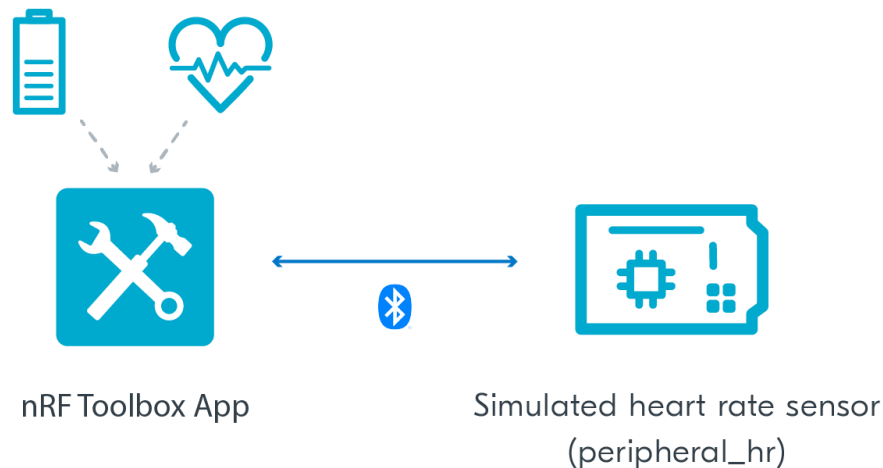 nRF Toolbox App
Simulated heart rate sensor
(peripheral_hr)